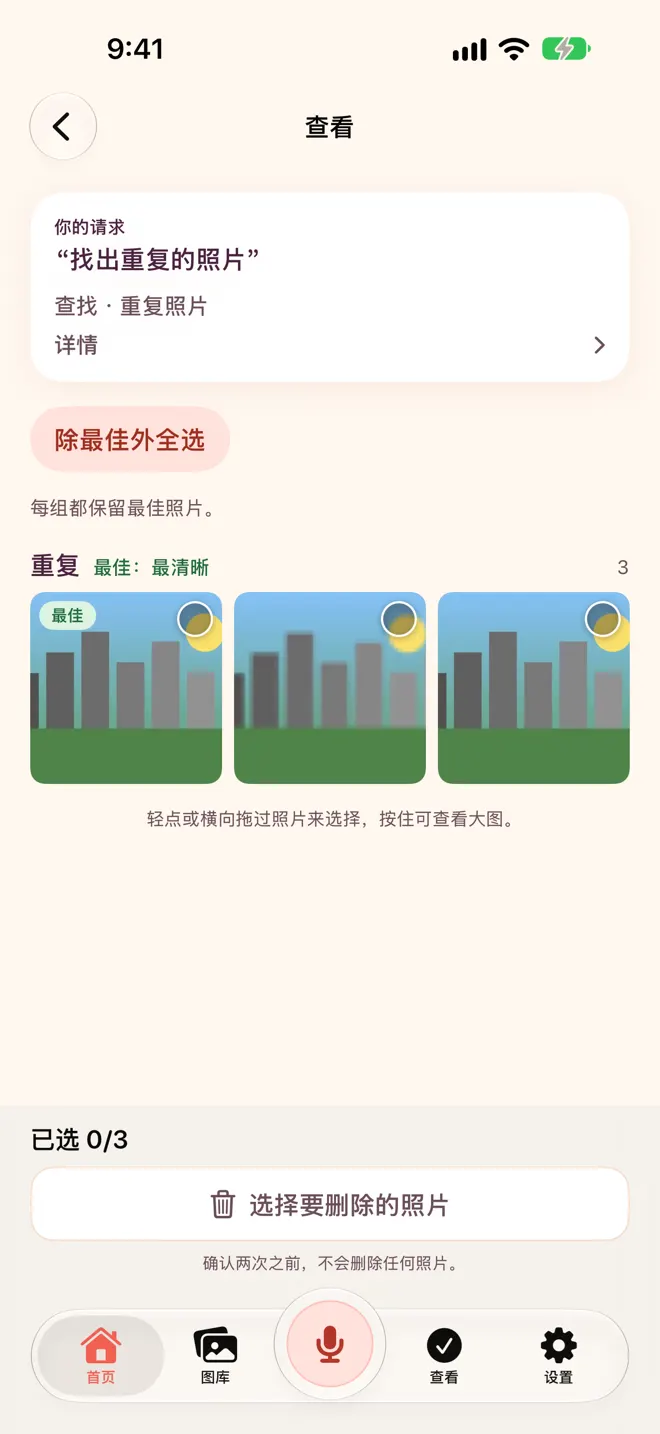 9:41
查看
你的请求
“找出重复的照片”
查找 · 重复照片
详情
除最佳外全选
每组都保留最佳照片。
重复 最佳：最清晰 3
最佳
轻点或横向拖过照片来选择，按住可查看大图。
已选 0/3
选择要删除的照片
确认两次之前，不会删除任何照片。
首页 图库 查看 设置